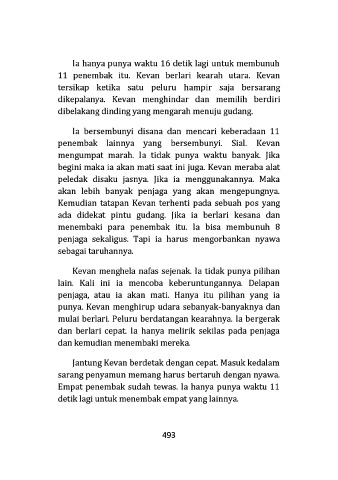 Ia hanya punya waktu 16 detik lagi untuk membunuh
11 penembak itu. Kevan berlari kearah utara. Kevan
tersikap ketika satu peluru hampir saja bersarang
dikepalanya. Kevan menghindar dan memilih berdiri
dibelakang dinding yang mengarah menuju gudang.
Ia bersembunyi disana dan mencari keberadaan 11
penembak lainnya yang bersembunyi. Sial. Kevan
mengumpat marah. Ia tidak punya waktu banyak. Jika
begini maka ia akan mati saat ini juga. Kevan meraba alat
peledak disaku jasnya. Jika ia menggunakannya. Maka
akan lebih banyak penjaga yang akan mengepungnya.
Kemudian tatapan Kevan terhenti pada sebuah pos yang
ada didekat pintu gudang. Jika ia berlari kesana dan
menembaki para penembak itu. Ia bisa membunuh 8
penjaga sekaligus. Tapi ia harus mengorbankan nyawa
sebagai taruhannya.
Kevan menghela nafas sejenak. Ia tidak punya pilihan
lain. Kali ini ia mencoba keberuntungannya. Delapan
penjaga, atau ia akan mati. Hanya itu pilihan yang ia
punya. Kevan menghirup udara sebanyak-banyaknya dan
mulai berlari. Peluru berdatangan kearahnya. Ia bergerak
dan berlari cepat. Ia hanya melirik sekilas pada penjaga
dan kemudian menembaki mereka.
Jantung Kevan berdetak dengan cepat. Masuk kedalam
sarang penyamun memang harus bertaruh dengan nyawa.
Empat penembak sudah tewas. Ia hanya punya waktu 11
detik lagi untuk menembak empat yang lainnya.
493